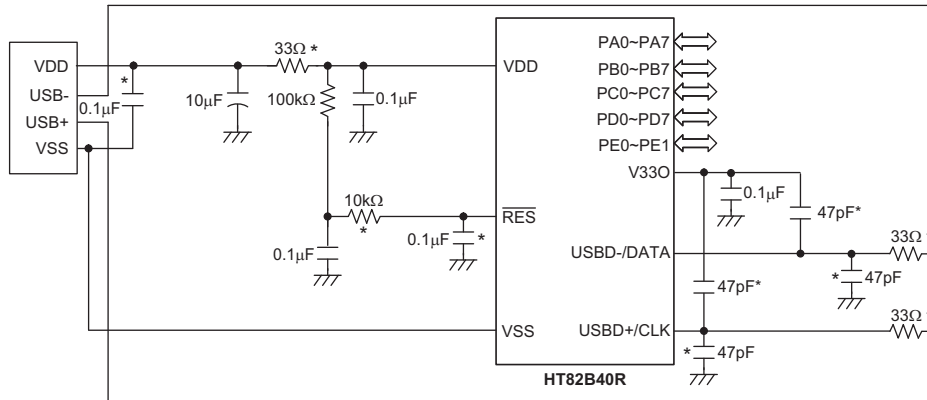 VDD
USB-
USB+
VSS
*
0.1μF
10μF
33Ω *
100kΩ
0.1μF
10kΩ
*
0.1μF
0.1μF
*
VDD
RES
VSS
PA0~PA7
PB0~PB7
PC0~PC7
PD0~PD7
PE0~PE1
V33O
USBD-/DATA
USBD+/CLK
HT82B40R
0.1μF
47pF*
33Ω *
* 47pF
47pF*
33Ω *
* 47pF